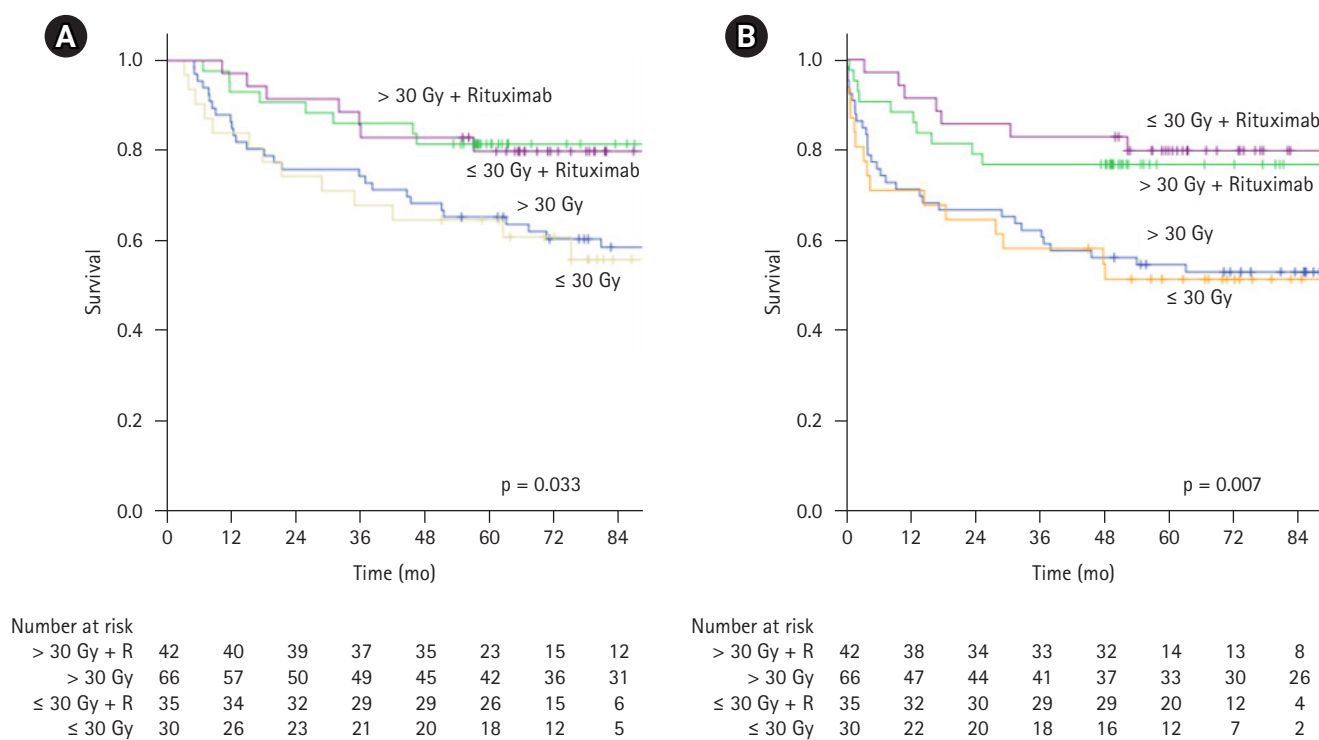 A
1.0
0.8
0.6
0.4
0.2
0.0
Survival
> 30 Gy + Rituximab
≤ 30 Gy + Rituximab
> 30 Gy
≤ 30 Gy
p = 0.033
0 12 24 36 48 60 72 84
Time (mo)
Number at risk
> 30 Gy + R 42 40 39 37 35 23 15 12
> 30 Gy 66 57 50 49 45 42 36 31
≤ 30 Gy + R 35 34 32 29 29 26 15 6
≤ 30 Gy 30 26 23 21 20 18 12 5
B
1.0
0.8
0.6
0.4
0.2
0.0
Survival
≤ 30 Gy + Rituximab
> 30 Gy + Rituximab
> 30 Gy
≤ 30 Gy
p = 0.007
0 12 24 36 48 60 72 84
Time (mo)
Number at risk
> 30 Gy + R 42 38 34 33 32 14 13 8
> 30 Gy 66 47 44 41 37 33 30 26
≤ 30 Gy + R 35 32 30 29 29 20 12 4
≤ 30 Gy 30 22 20 18 16 12 7 2